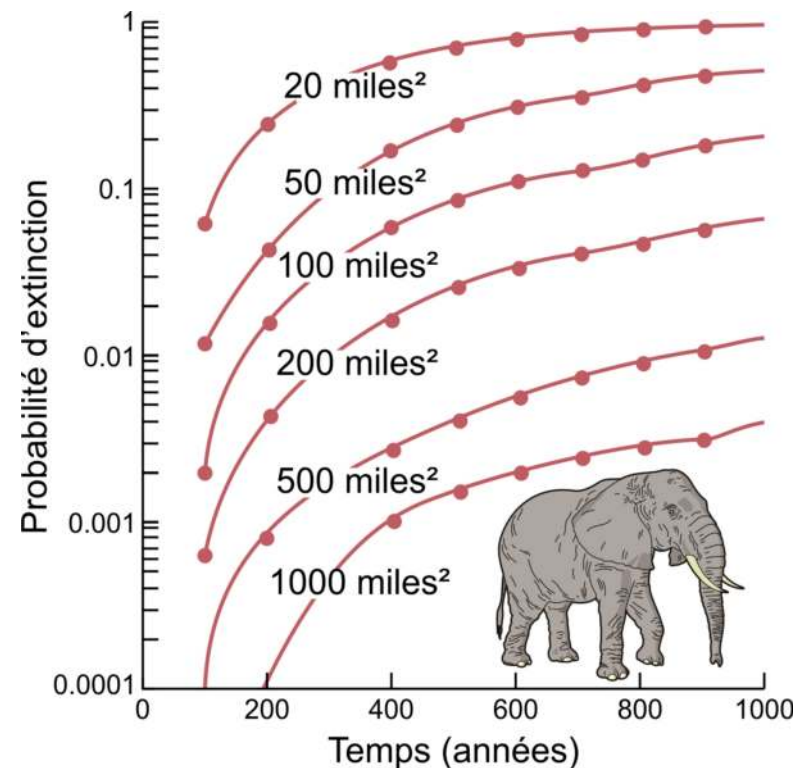 1
0.1
0.01
0.001
0.0001
Probabilité d'extinction
20 miles²
50 miles²
100 miles²
200 miles²
500 miles²
1000 miles²
0 200 400 600 800 1000
Temps (années)